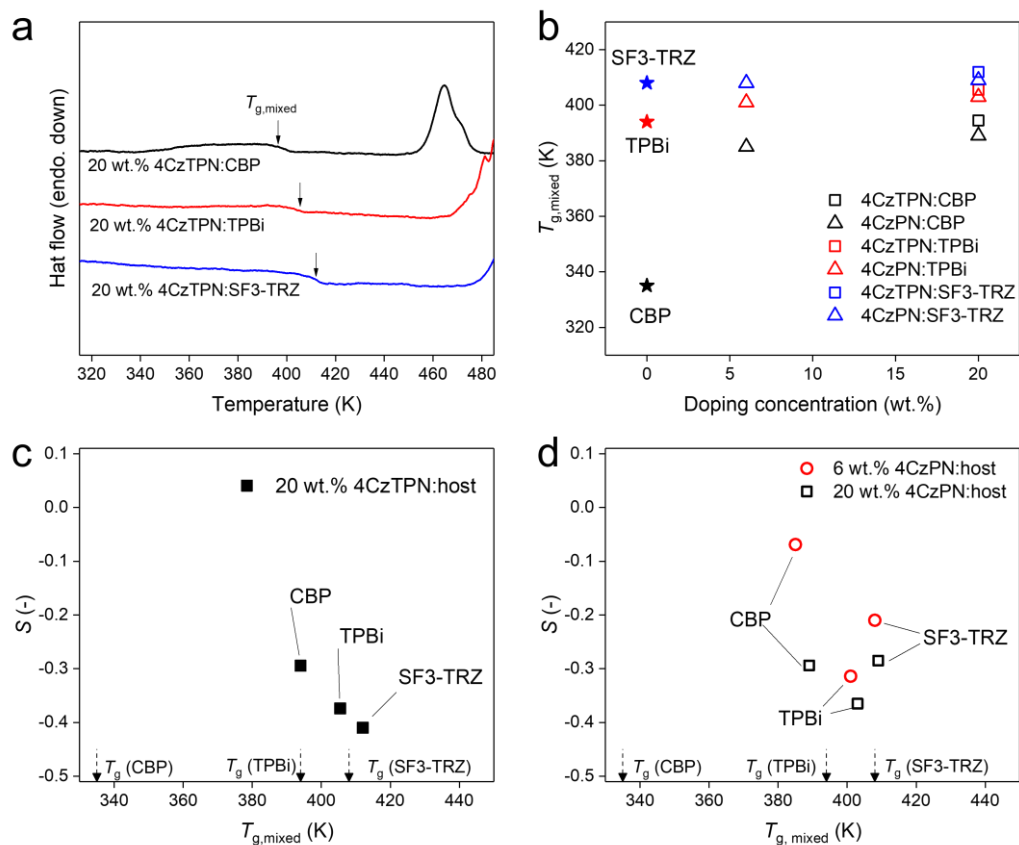 a
Hat flow (endo. down)
Tg,mixed
20 wt.% 4CzTPN:CBP
20 wt.% 4CzTPN:TPBi
20 wt.% 4CzTPN:SF3-TRZ
320 340 360 380 400 420 440 460 480
Temperature (K)
b
Tg,mixed (K)
420
400
380
360
340
320
SF3-TRZ
TPBi
CBP
4CzTPN:CBP
4CzPN:CBP
4CzTPN:TPBi
4CzPN:TPBi
4CzTPN:SF3-TRZ
4CzPN:SF3-TRZ
0 5 10 15 20
Doping concentration (wt.%)
c
S (-)
0.1
0.0
-0.1
-0.2
-0.3
-0.4
-0.5
20 wt.% 4CzTPN:host
CBP
TPBi
SF3-TRZ
Tg (CBP) Tg (TPBi) Tg (SF3-TRZ)
340 360 380 400 420 440
Tg,mixed (K)
d
S (-)
0.1
0.0
-0.1
-0.2
-0.3
-0.4
-0.5
6 wt.% 4CzPN:host
20 wt.% 4CzPN:host
CBP
SF3-TRZ
TPBi
Tg (CBP) Tg (TPBi) Tg (SF3-TRZ)
340 360 380 400 420 440
Tg, mixed (K)